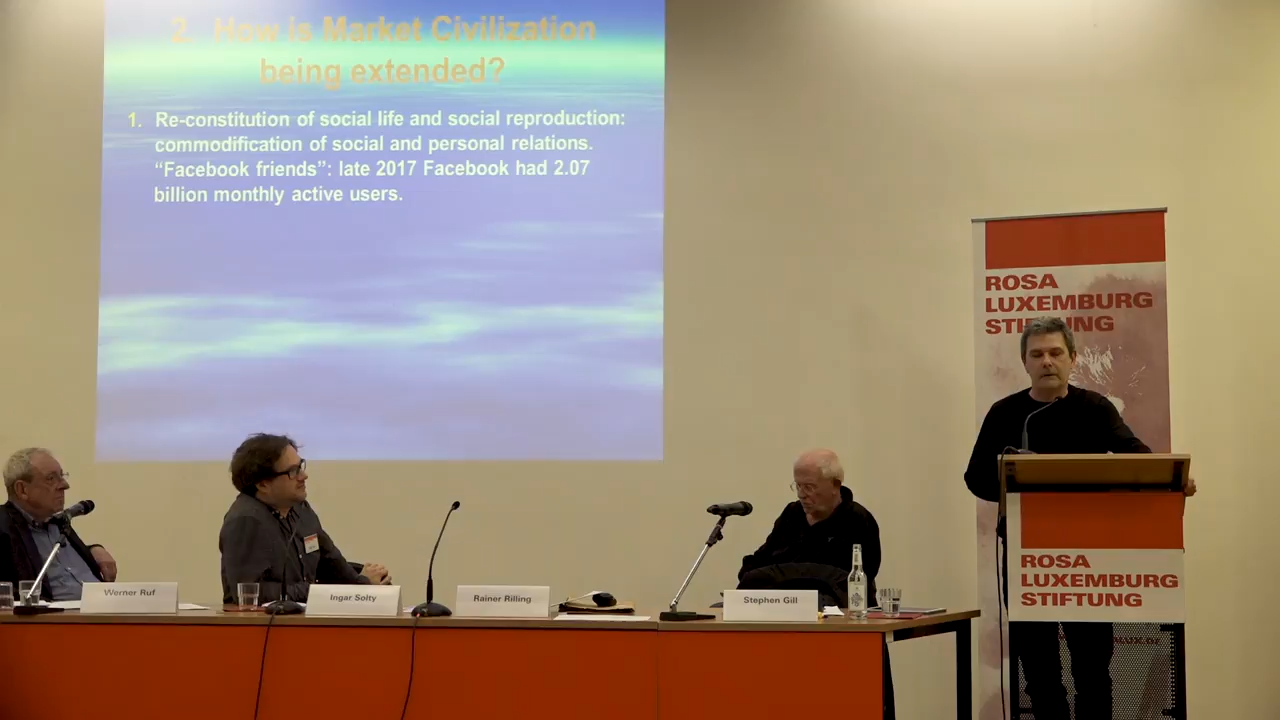 2. How is Market Civilization
being extended?
1. Re-constitution of social life and social reproduction:
commodification of social and personal relations.
“Facebook friends”: late 2017 Facebook had 2.07
billion monthly active users.
ROSA
LUXEMBURG
STIFTUNG
Werner Ruf
Ingar Solty
Rainer Rilling
Stephen Gill
ROSA
LUXEMBURG
STIFTUNG